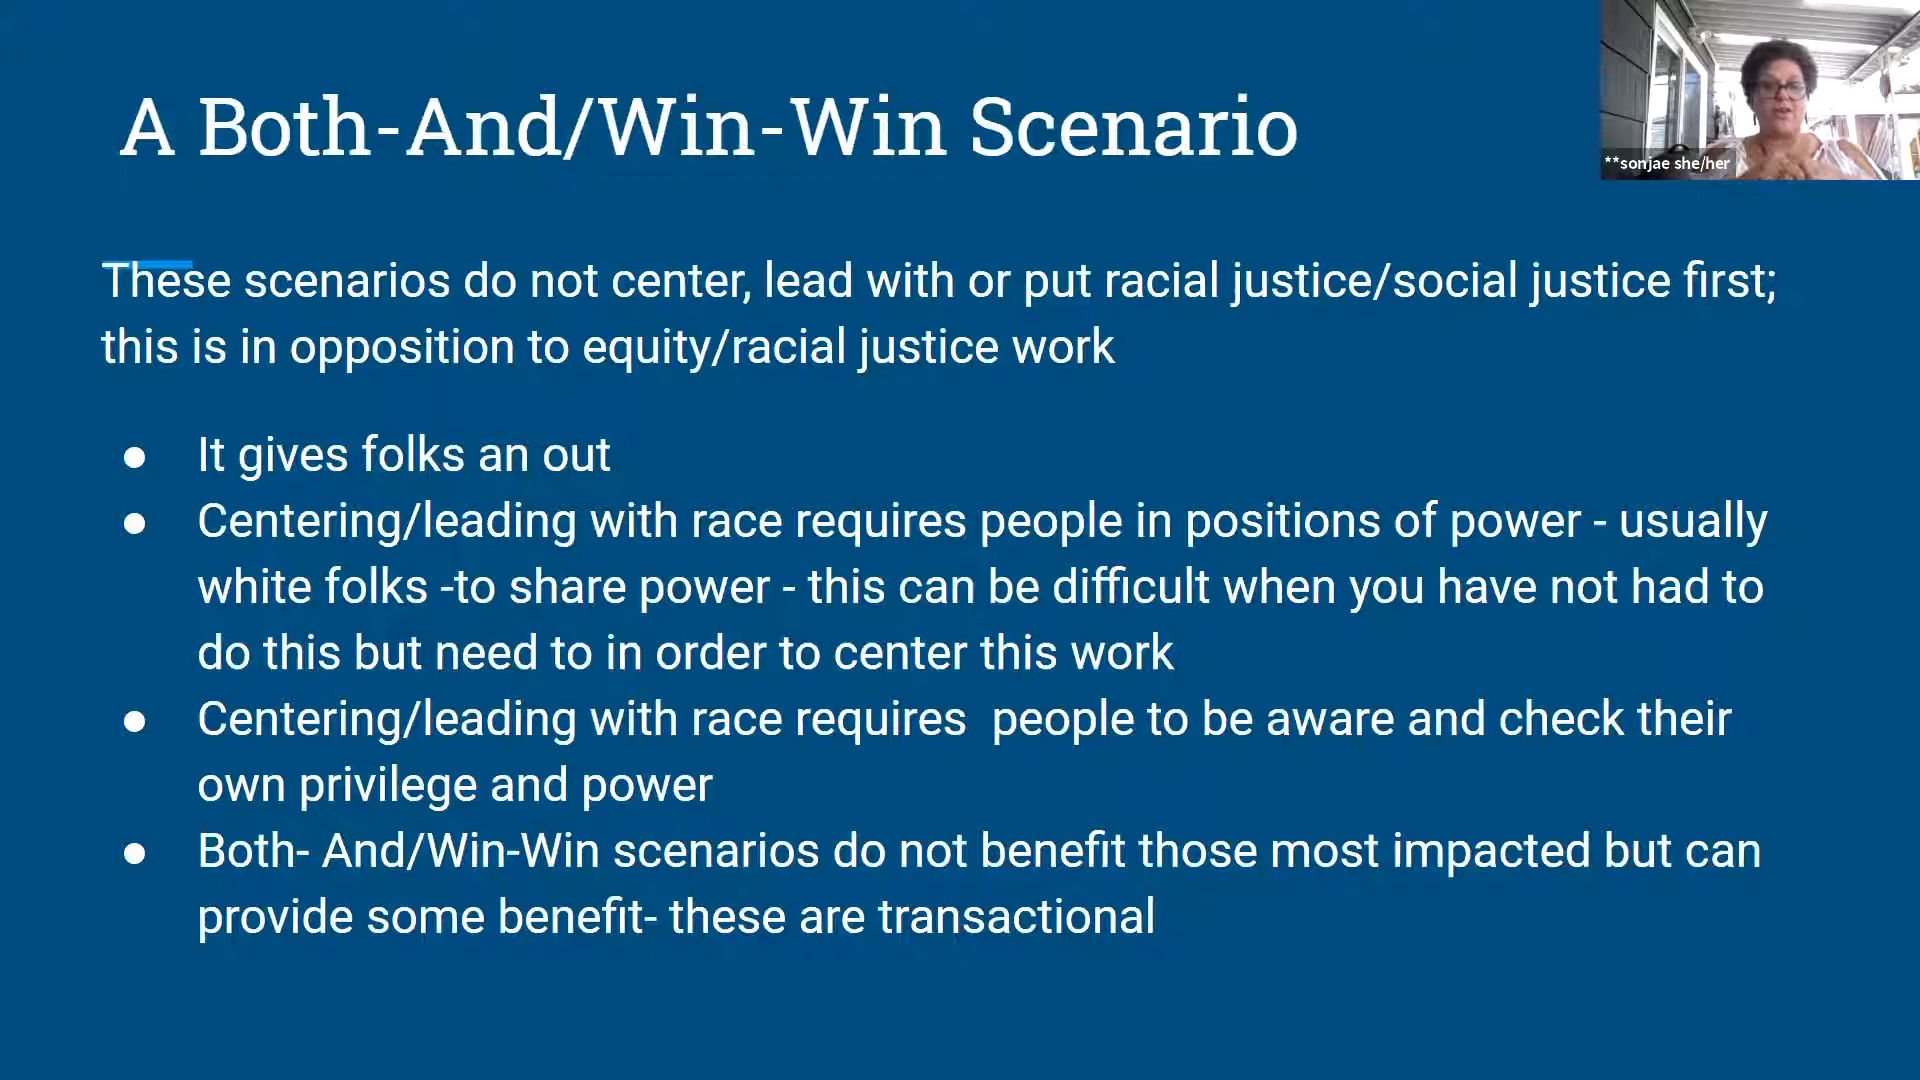 A Both-And/Win-Win Scenario
**sonjae she/her
These scenarios do not center, lead with or put racial justice/social justice first;
this is in opposition to equity/racial justice work
● It gives folks an out
● Centering/leading with race requires people in positions of power - usually
white folks -to share power - this can be difficult when you have not had to
do this but need to in order to center this work
● Centering/leading with race requires  people to be aware and check their
own privilege and power
● Both- And/Win-Win scenarios do not benefit those most impacted but can
provide some benefit- these are transactional